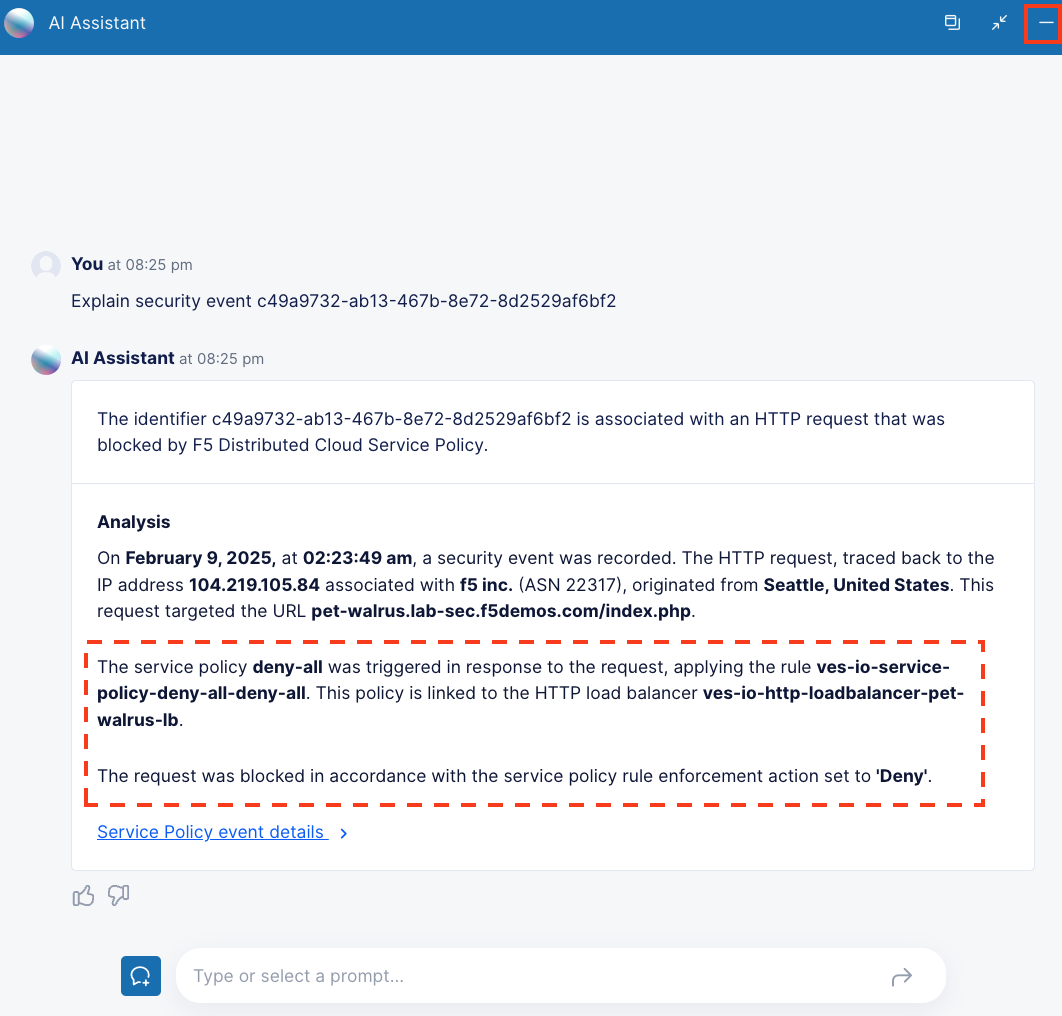 AI Assistant
You at 08:25 pm
Explain security event c49a9732-ab13-467b-8e72-8d2529af6bf2
AI Assistant at 08:25 pm
The identifier c49a9732-ab13-467b-8e72-8d2529af6bf2 is associated with an HTTP request that was
blocked by F5 Distributed Cloud Service Policy.
Analysis
On February 9, 2025, at 02:23:49 am, a security event was recorded. The HTTP request, traced back to the
IP address 104.219.105.84 associated with f5 inc. (ASN 22317), originated from Seattle, United States. This
request targeted the URL pet-walrus.lab-sec.f5demos.com/index.php.
The service policy deny-all was triggered in response to the request, applying the rule ves-io-service-
policy-deny-all-deny-all. This policy is linked to the HTTP load balancer ves-io-http-loadbalancer-pet-
walrus-lb.
The request was blocked in accordance with the service policy rule enforcement action set to 'Deny'.
Service Policy event details
Type or select a prompt...